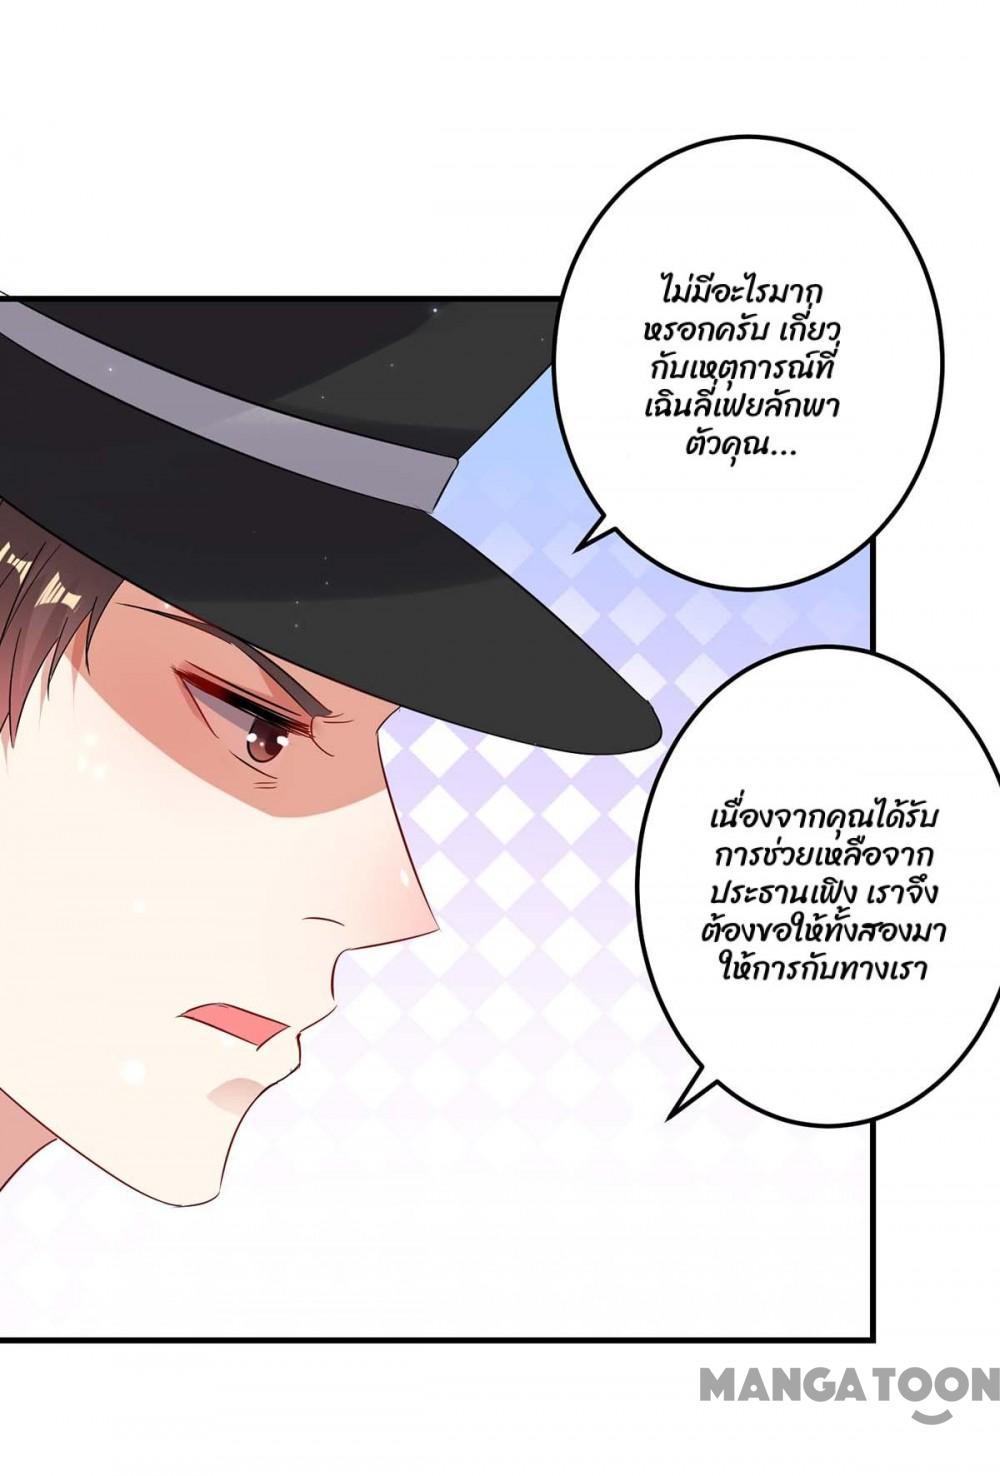 ไม่มีอะไรมาก
หรอกครับ เกี่ยว
กับเหตุการณ์ที่
เฉินลี่เฟยลักพา
ตัวคุณ...
เนื่องจากคุณได้รับ
การช่วยเหลือจาก
ประธานเฟิง เราจึง
ต้องขอให้ทั้งสองมา
ให้การกับทางเรา
MANGATOON